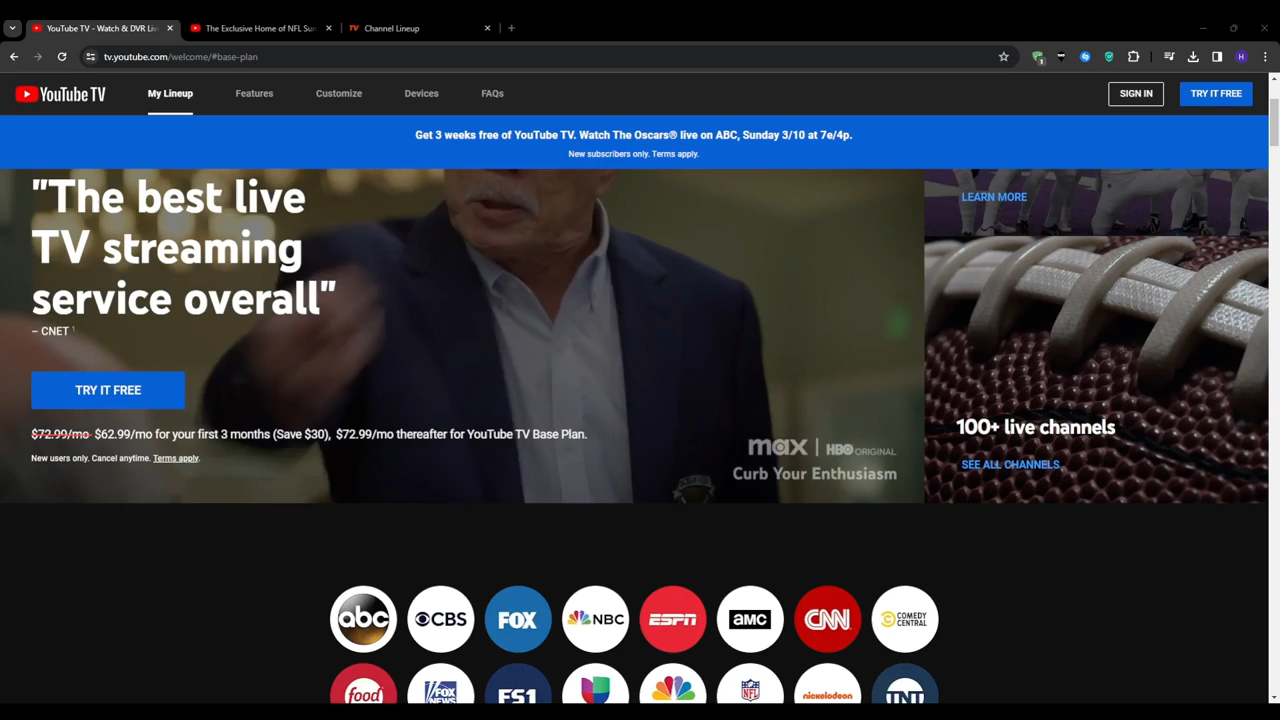 YouTube TV - Watch & DVR Liv
The Exclusive Home of NFL Sun
TV Channel Lineup
tv.youtube.com/welcome/#base-plan
1
H
YouTube TV
My Lineup
Features
Customize
Devices
FAQs
SIGN IN
TRY IT FREE
Get 3 weeks free of YouTube TV. Watch The Oscars® live on ABC, Sunday 3/10 at 7e/4p.
New subscribers only. Terms apply.
"The best live
TV streaming
service overall"
– CNET 1
TRY IT FREE
$72.99/mo $62.99/mo for your first 3 months (Save $30), $72.99/mo thereafter for YouTube TV Base Plan.
New users only. Cancel anytime. Terms apply.
max | HBO ORIGINAL
Curb Your Enthusiasm
LEARN MORE
100+ live channels
SEE ALL CHANNELS
abc
CBS
FOX
NBC
ESPN
aMC
CNN
COMEDY
CENTRAL
food
FOX
NEWS
FS1
NFL
nickelodeon
TNT